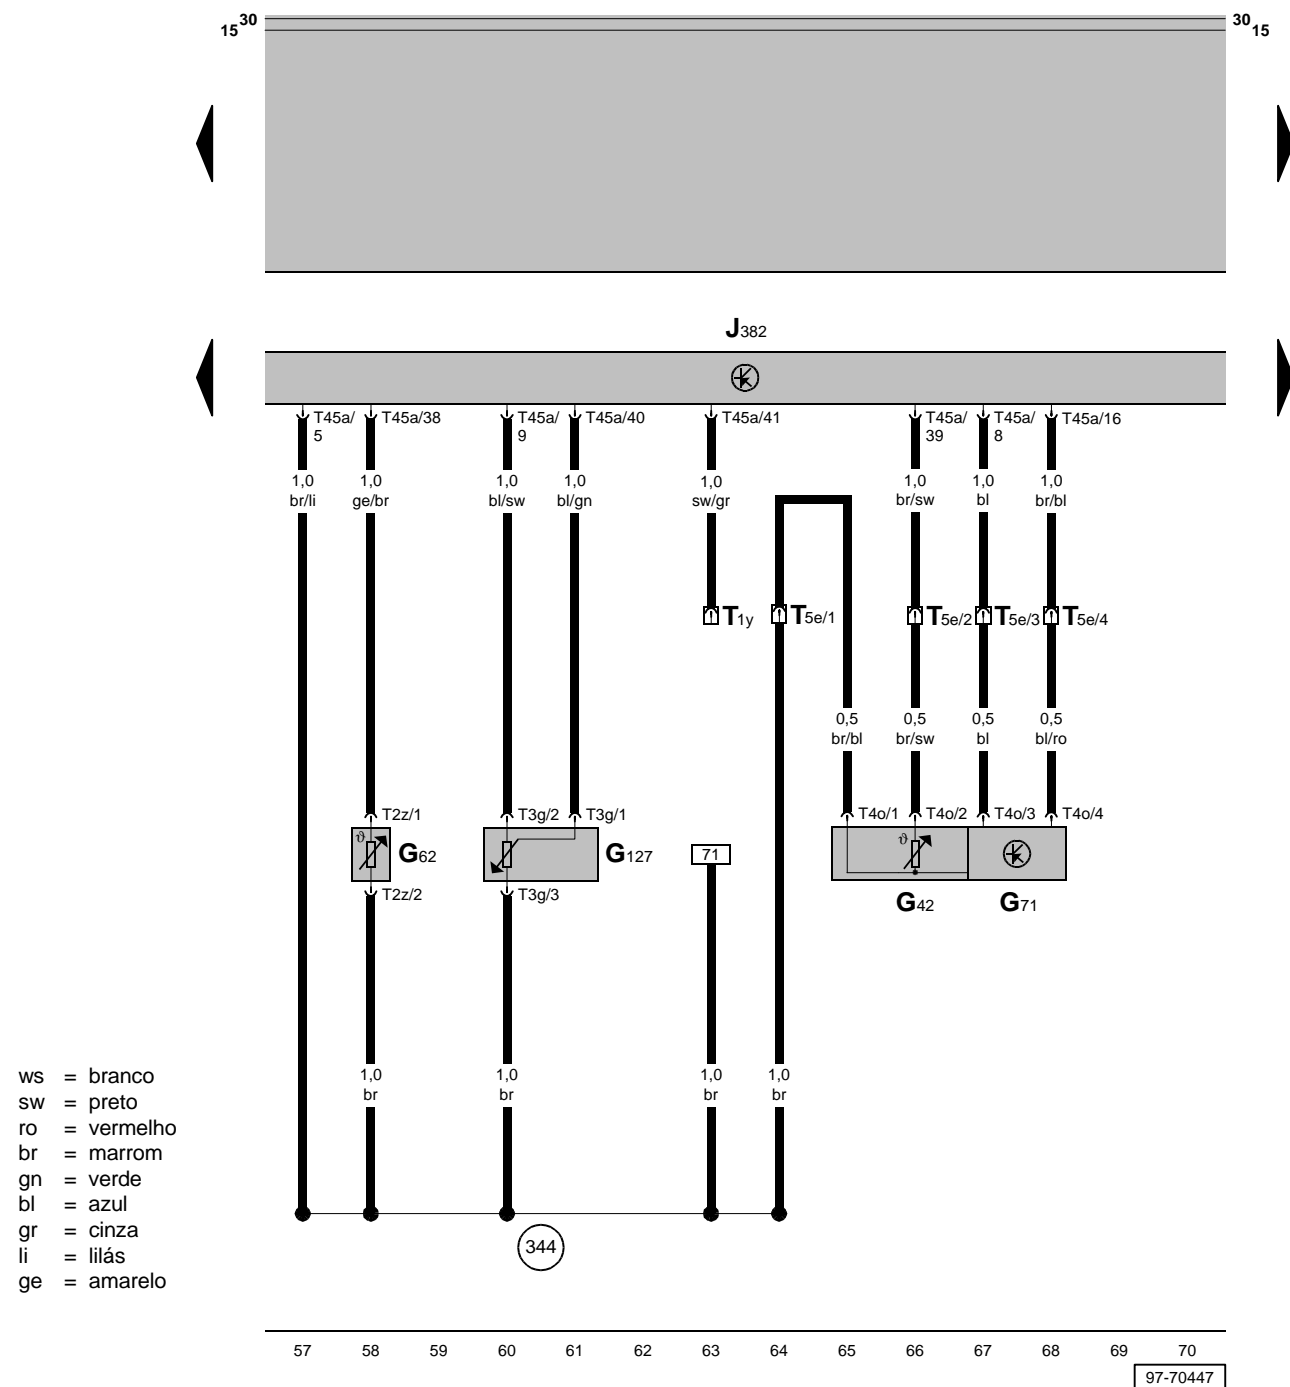 15 30 30 15
J382
T45a/5 T45a/38 T45a/9 T45a/40 T45a/41 T45a/39 T45a/8 T45a/16
1,0 1,0 1,0 1,0 1,0 1,0 1,0 1,0
br/li ge/br bl/sw bl/gn sw/gr br/sw bl br/bl
T1y T5e/1 T5e/2 T5e/3 T5e/4
0,5 0,5 0,5 0,5
br/bl br/sw bl bl/ro
T2z/1 T3g/2 T3g/1 T4o/1 T4o/2 T4o/3 T4o/4
ϑ G62 G127 71 ϑ
T2z/2 T3g/3 G42 G71
1,0 1,0 1,0 1,0
br br br br
ws = branco
sw = preto
ro = vermelho
br = marrom
gn = verde
bl = azul
gr = cinza
li = lilás
ge = amarelo
344
57 58 59 60 61 62 63 64 65 66 67 68 69 70
97-70447